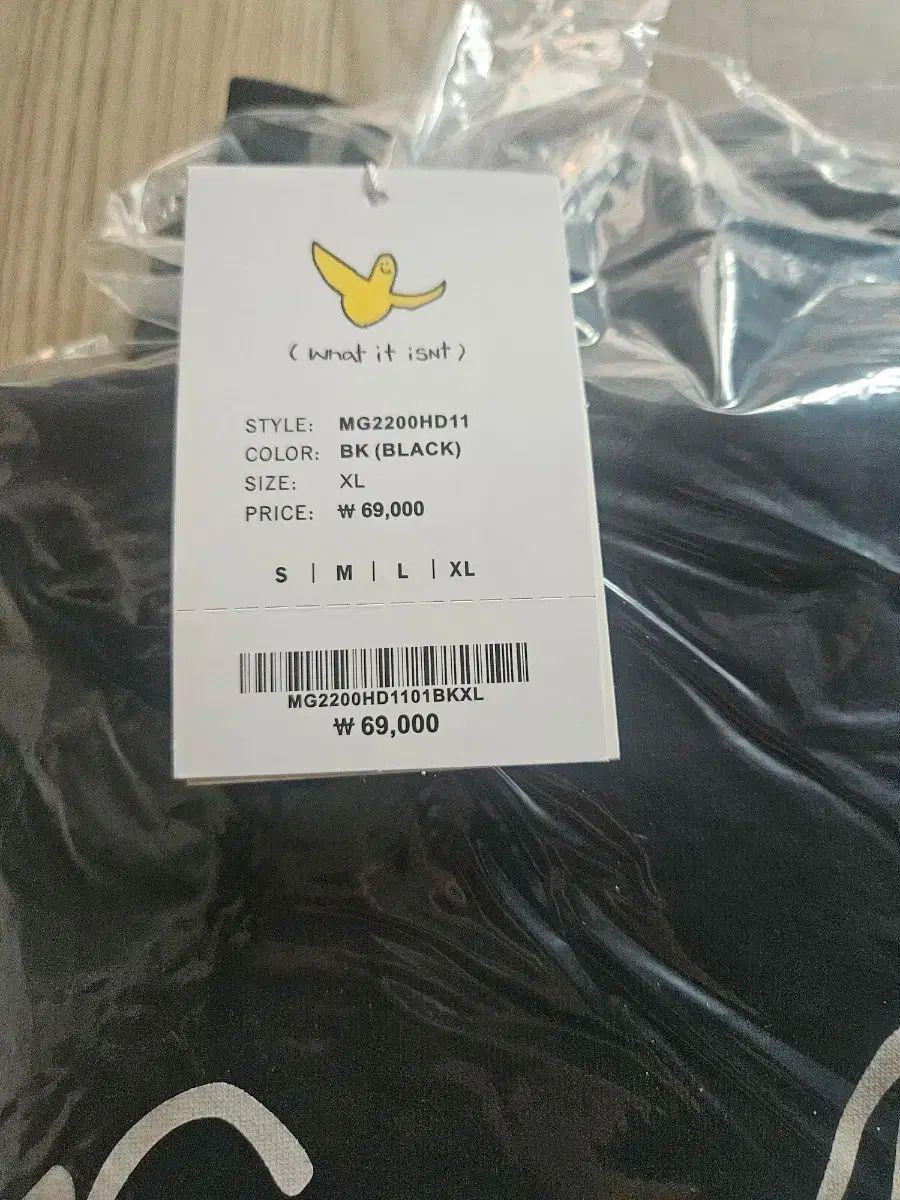 (What it isNt)
STYLE: MG2200HD11
COLOR: BK (BLACK)
SIZE: XL
PRICE: ₩ 69,000
S | M | L | XL
MG2200HD1101BKXL
₩ 69,000